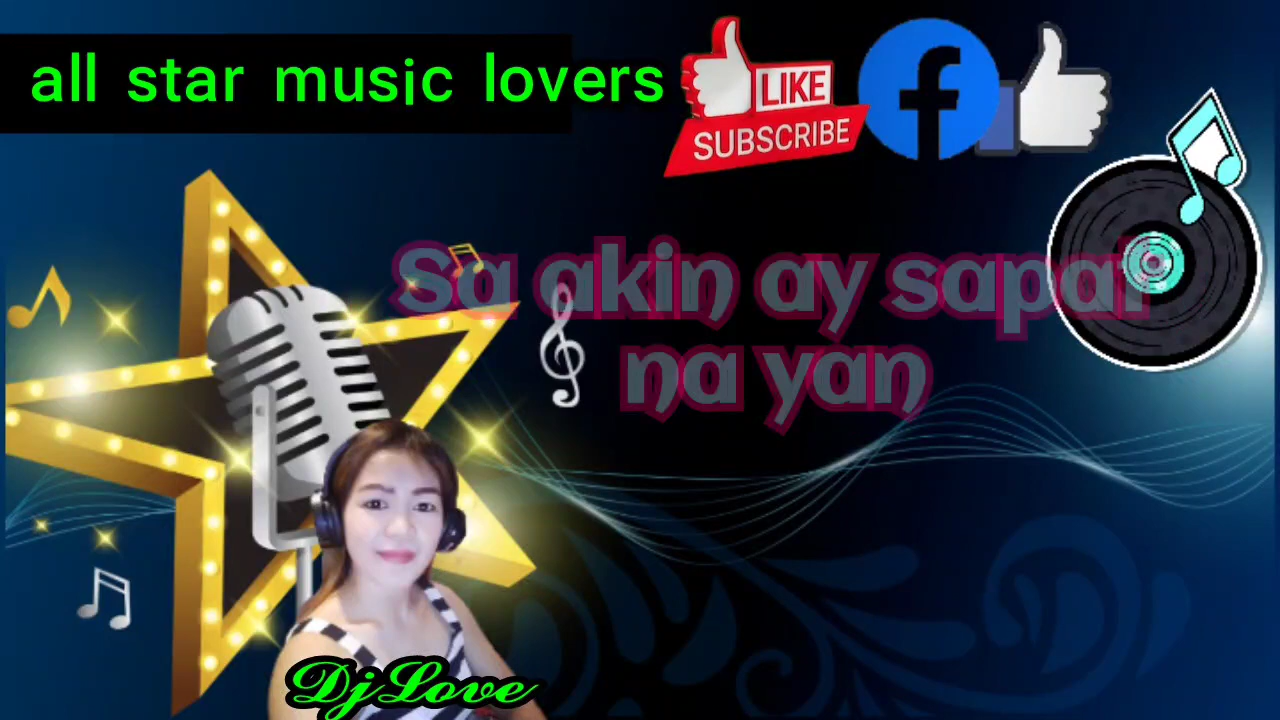 all star music lovers
LIKE
SUBSCRIBE
f
Sa akin ay sapat
na yan
DjLove